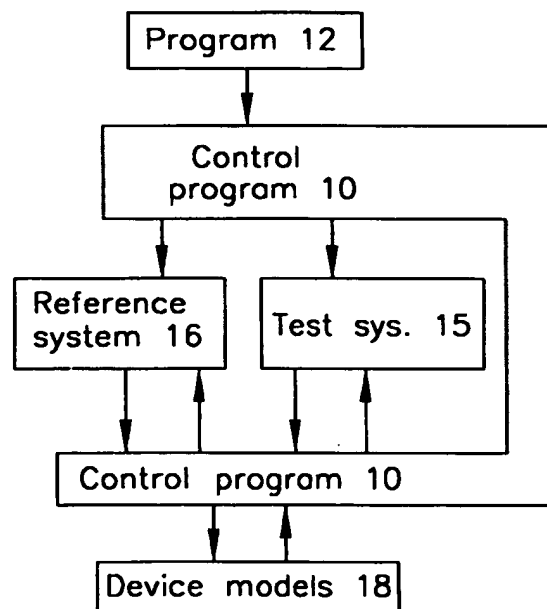 Program 12
Control
program 10
Reference
system 16
Test sys. 15
Control program 10
Device models 18